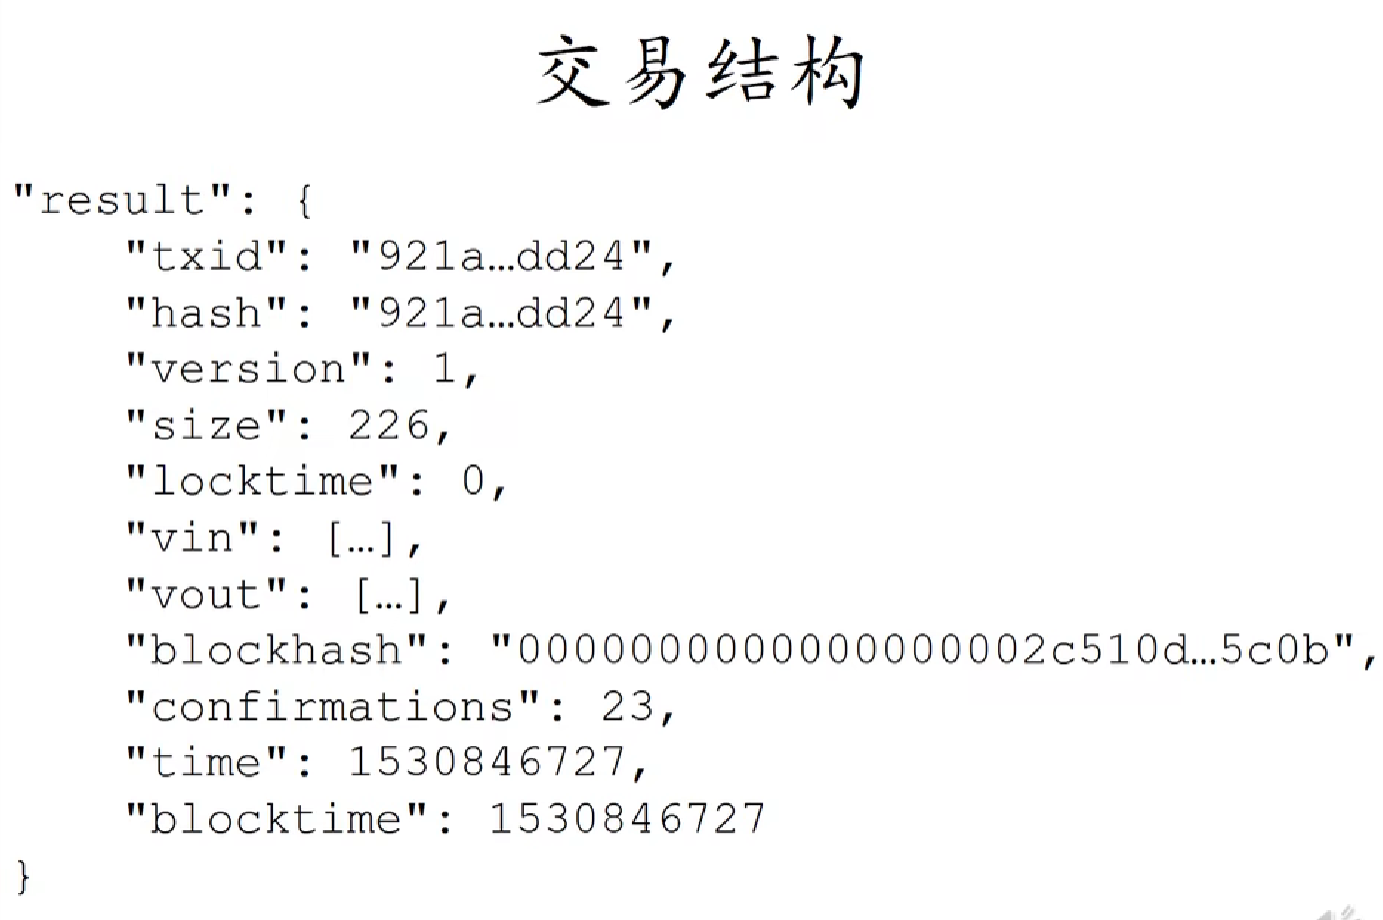 交易结构
"result": {
"txid": "921a…dd24",
"hash": "921a…dd24",
"version": 1,
"size": 226,
"locktime": 0,
"vin": […],
"vout": […],
"blockhash": "0000000000000000002c510d…5c0b",
"confirmations": 23,
"time": 1530846727,
"blocktime": 1530846727
}